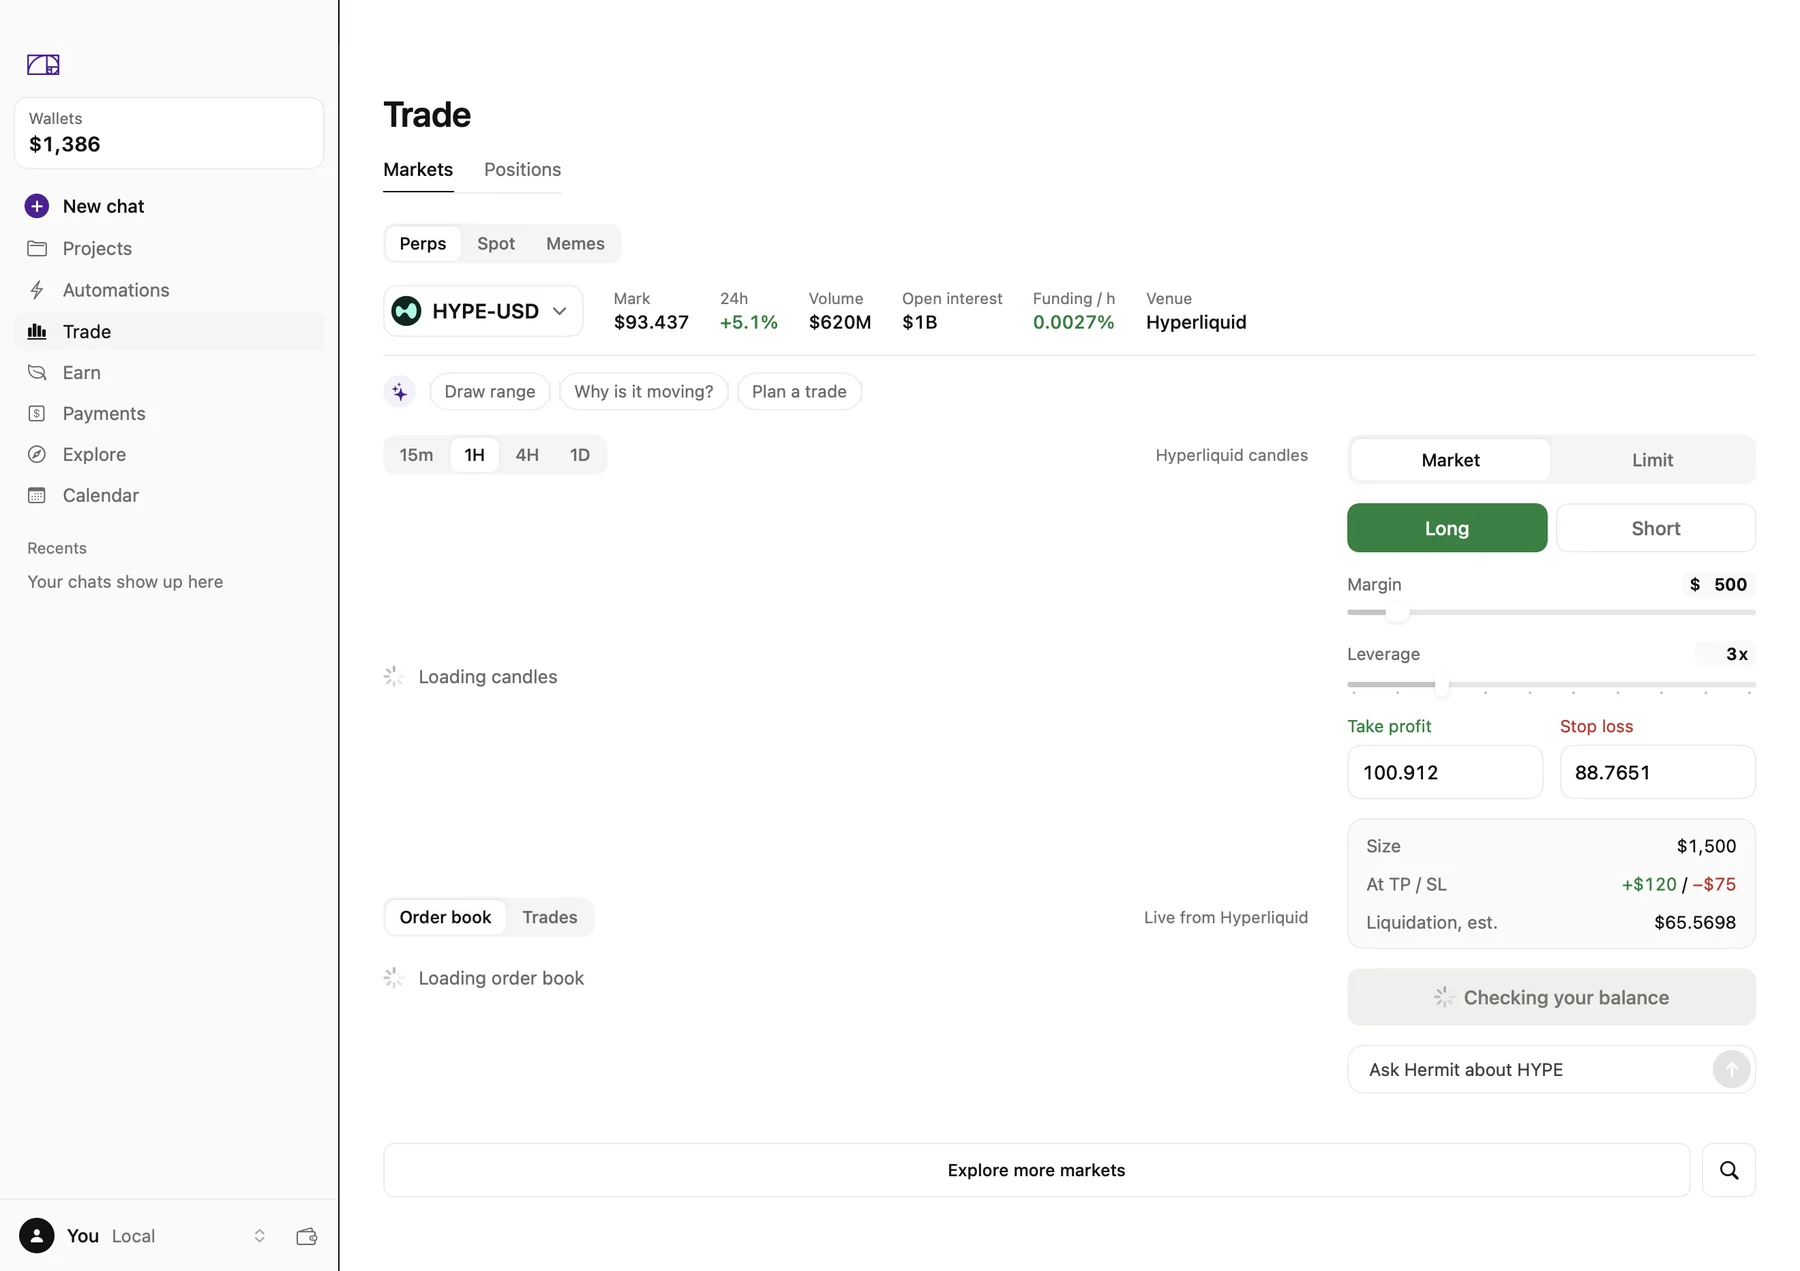 Wallets
$1,386
New chat
Projects
Automations
Trade
Earn
Payments
Explore
Calendar
Recents
Your chats show up here
You Local
Trade
Markets Positions
Perps Spot Memes
HYPE-USD
Mark
$93.437
24h
+5.1%
Volume
$620M
Open interest
$1B
Funding / h
0.0027%
Venue
Hyperliquid
Draw range Why is it moving? Plan a trade
15m 1H 4H 1D
Hyperliquid candles
Loading candles
Order book Trades
Live from Hyperliquid
Loading order book
Market Limit
Long Short
Margin $ 500
Leverage 3x
Take profit Stop loss
100.912 88.7651
Size $1,500
At TP / SL +$120 / −$75
Liquidation, est. $65.5698
Checking your balance
Ask Hermit about HYPE
Explore more markets